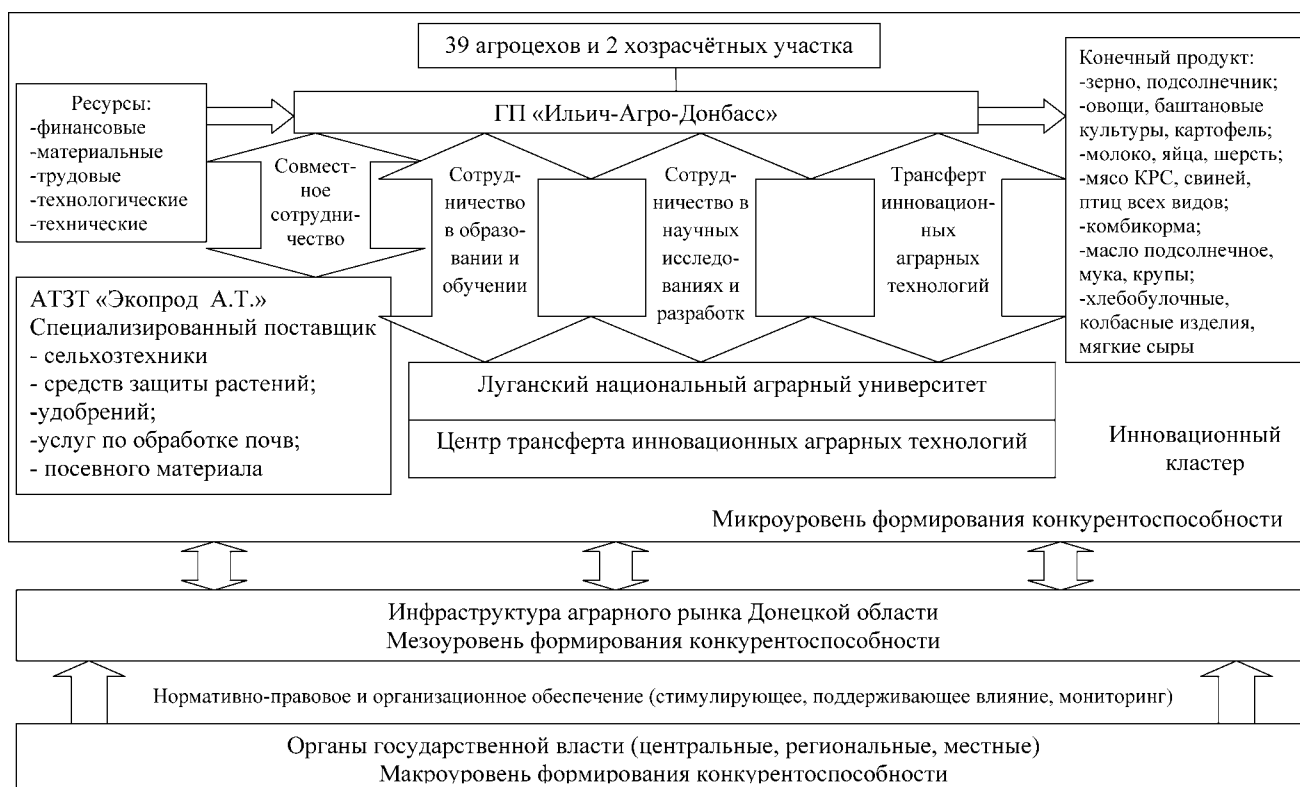 39 агроцехов и 2 хозрасчётных участка
Ресурсы:
-финансовые
-материальные
-трудовые
-технологические
-технические
ГП «Ильич-Агро-Донбасс»
Конечный продукт:
-зерно, подсолнечник;
-овощи, баштановые
культуры, картофель;
-молоко, яйца, шерсть;
-мясо КРС, свиней,
птиц всех видов;
-комбикорма;
-масло подсолнечное,
мука, крупы;
-хлебобулочные,
колбасные изделия,
мягкие сыры
Совмест-
ное
сотрудни-
чество
Сотруд-
ничество
в образо-
вании и
обучении
Сотруд-
ничество в
научных
исследо-
ваниях и
разработк
Трансферт
инновацион-
ных
аграрных
технологий
АТЗТ «Экопрод А.Т.»
Специализированный поставщик
- сельхозтехники
- средств защиты растений;
-удобрений;
-услуг по обработке почв;
- посевного материала
Луганский национальный аграрный университет
Центр трансферта инновационных аграрных технологий
Инновационный
кластер
Микроуровень формирования конкурентоспособности
Инфраструктура аграрного рынка Донецкой области
Мезоуровень формирования конкурентоспособности
Нормативно-правовое и организационное обеспечение (стимулирующее, поддерживающее влияние, мониторинг)
Органы государственной власти (центральные, региональные, местные)
Макроуровень формирования конкурентоспособности